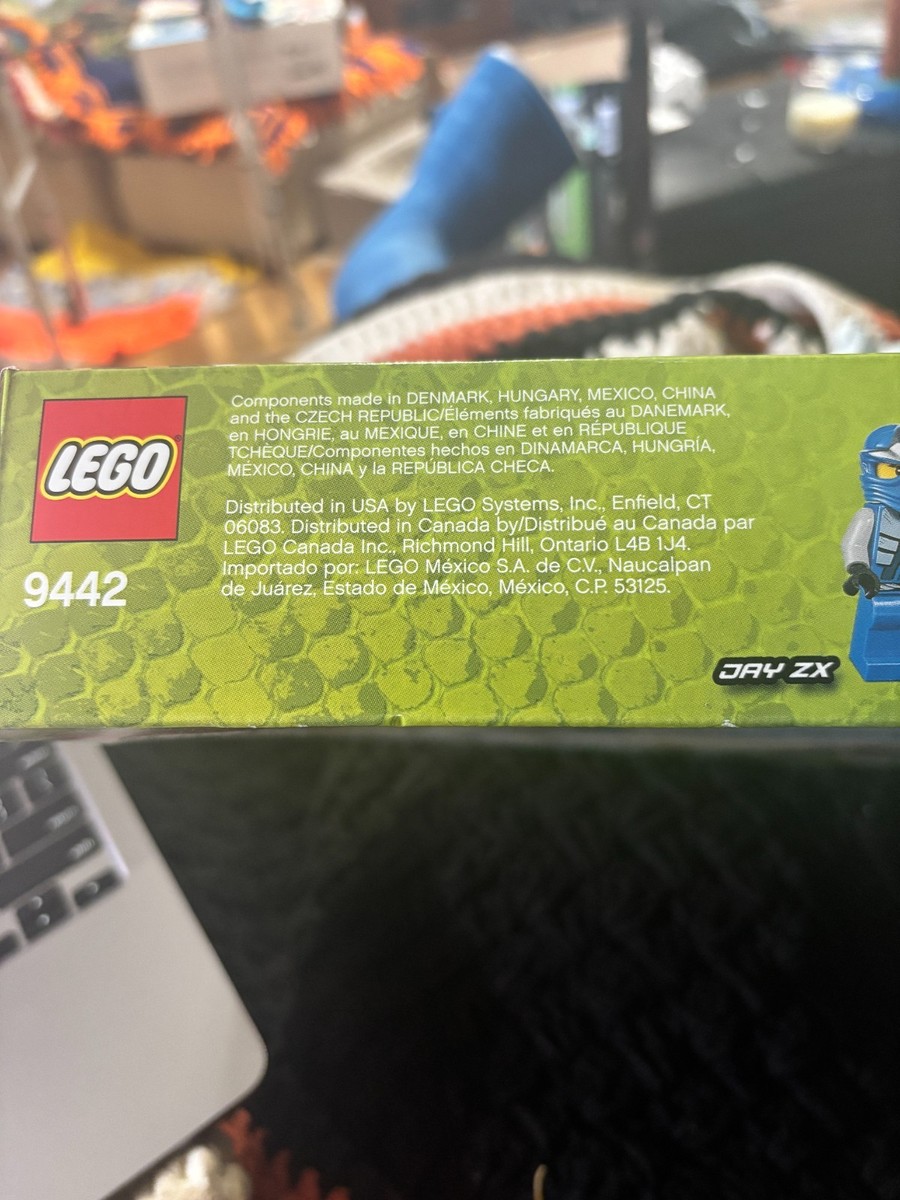 LEGO
9442
Components made in DENMARK, HUNGARY, MEXICO, CHINA
and the CZECH REPUBLIC/Éléments fabriqués au DANEMARK,
en HONGRIE, au MEXIQUE, en CHINE et en RÉPUBLIQUE
TCHÈQUE/Componentes hechos en DINAMARCA, HUNGRÍA,
MÉXICO, CHINA y la REPÚBLICA CHECA.
Distributed in USA by LEGO Systems, Inc., Enfield, CT
06083. Distributed in Canada by/Distribué au Canada par
LEGO Canada Inc., Richmond Hill, Ontario L4B 1J4.
Importado por: LEGO México S.A. de C.V., Naucalpan
de Juárez, Estado de México, México, C.P. 53125.
JAY ZX